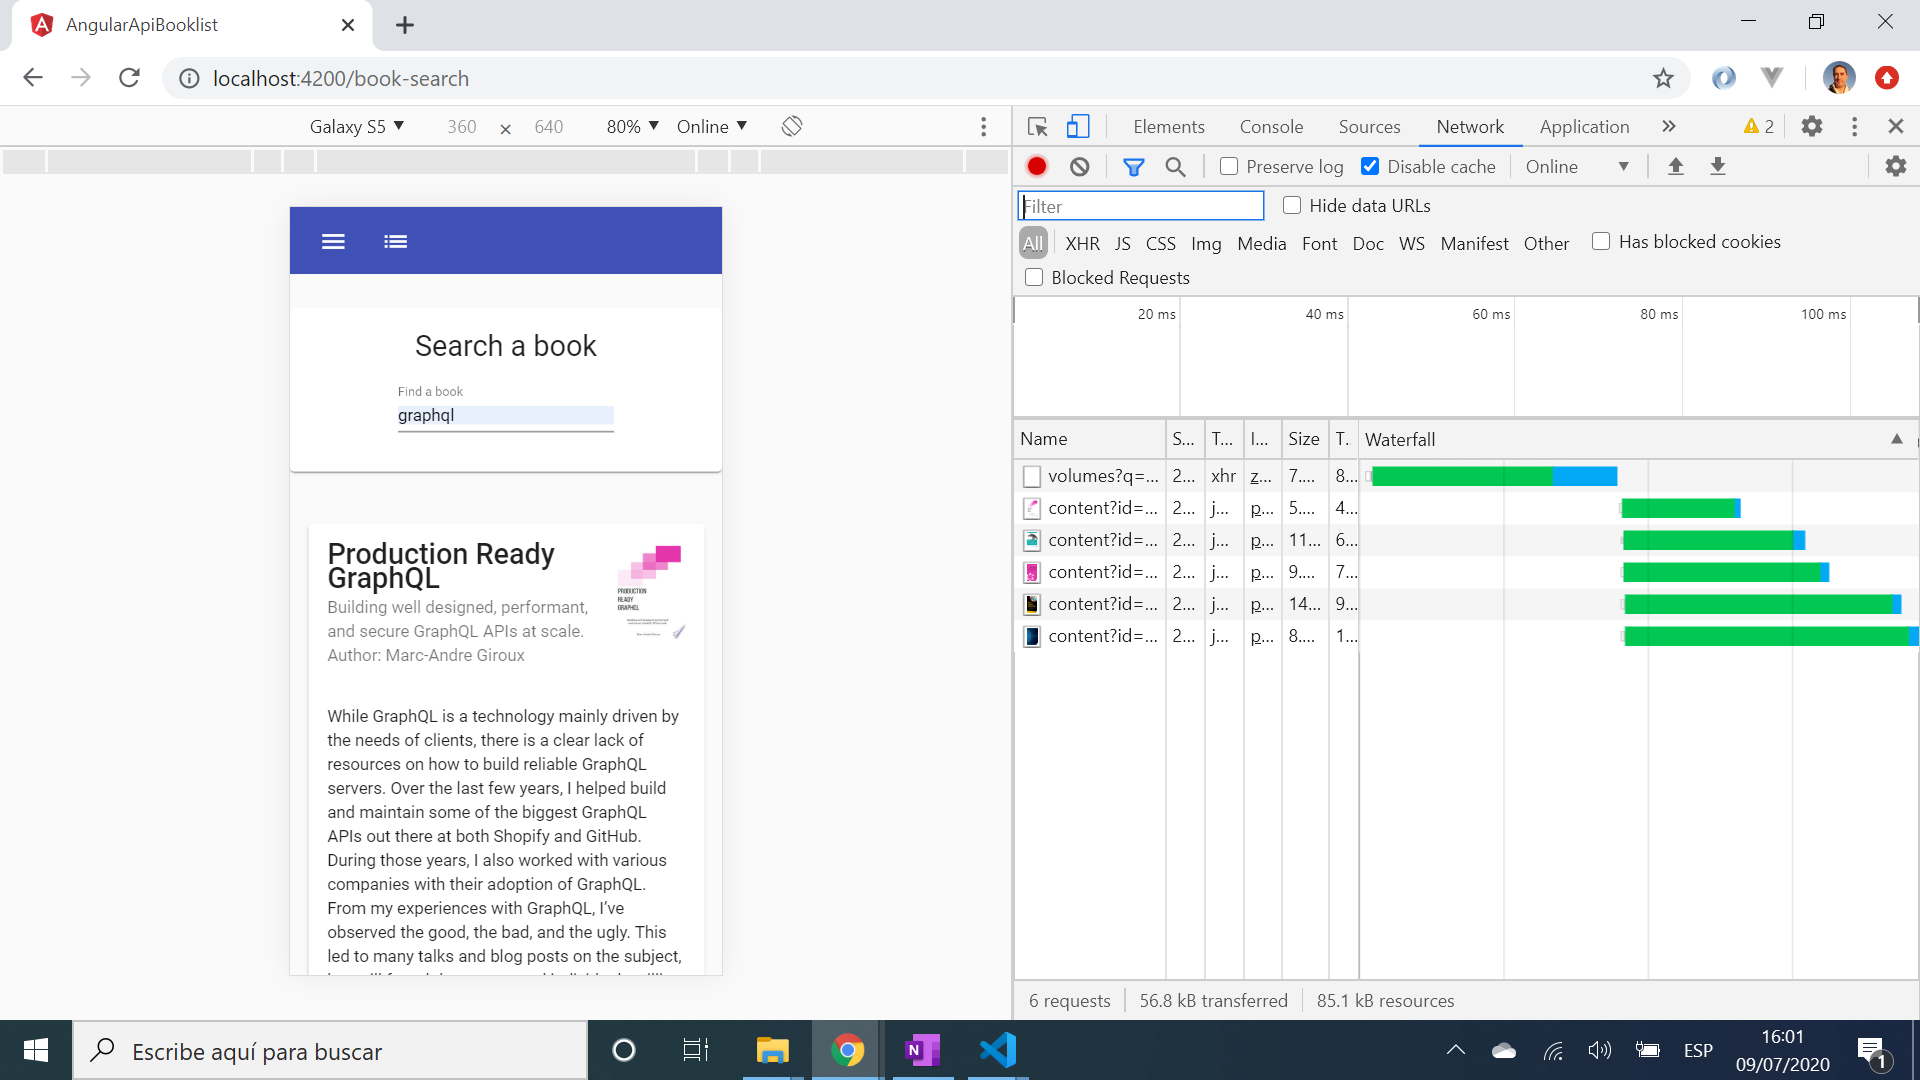 AngularApiBooklist
localhost:4200/book-search
Galaxy S5 360 × 640 80% Online
Elements Console Sources Network Application » 2
Preserve log Disable cache Online
Filter Hide data URLs
All XHR JS CSS Img Media Font Doc WS Manifest Other Has blocked cookies
Blocked Requests
20 ms 40 ms 60 ms 80 ms 100 ms
Name S... T... I... Size T. Waterfall
volumes?q=... 2... xhr z... 7.... 8...
content?id=... 2... j... p... 5.... 4...
content?id=... 2... j... p... 11... 6...
content?id=... 2... j... p... 9.... 7...
content?id=... 2... j... p... 14... 9...
content?id=... 2... j... p... 8.... 1...
6 requests 56.8 kB transferred 85.1 kB resources
Search a book
Find a book
graphql
Production Ready
GraphQL
Building well designed, performant,
and secure GraphQL APIs at scale.
Author: Marc-Andre Giroux
PRODUCTION
READY
GRAPHQL
While GraphQL is a technology mainly driven by
the needs of clients, there is a clear lack of
resources on how to build reliable GraphQL
servers. Over the last few years, I helped build
and maintain some of the biggest GraphQL
APIs out there at both Shopify and GitHub.
During those years, I also worked with various
companies with their adoption of GraphQL.
From my experiences with GraphQL, I’ve
observed the good, the bad, and the ugly. This
led to many talks and blog posts on the subject,
Escribe aquí para buscar
N
ESP
16:01
09/07/2020
1